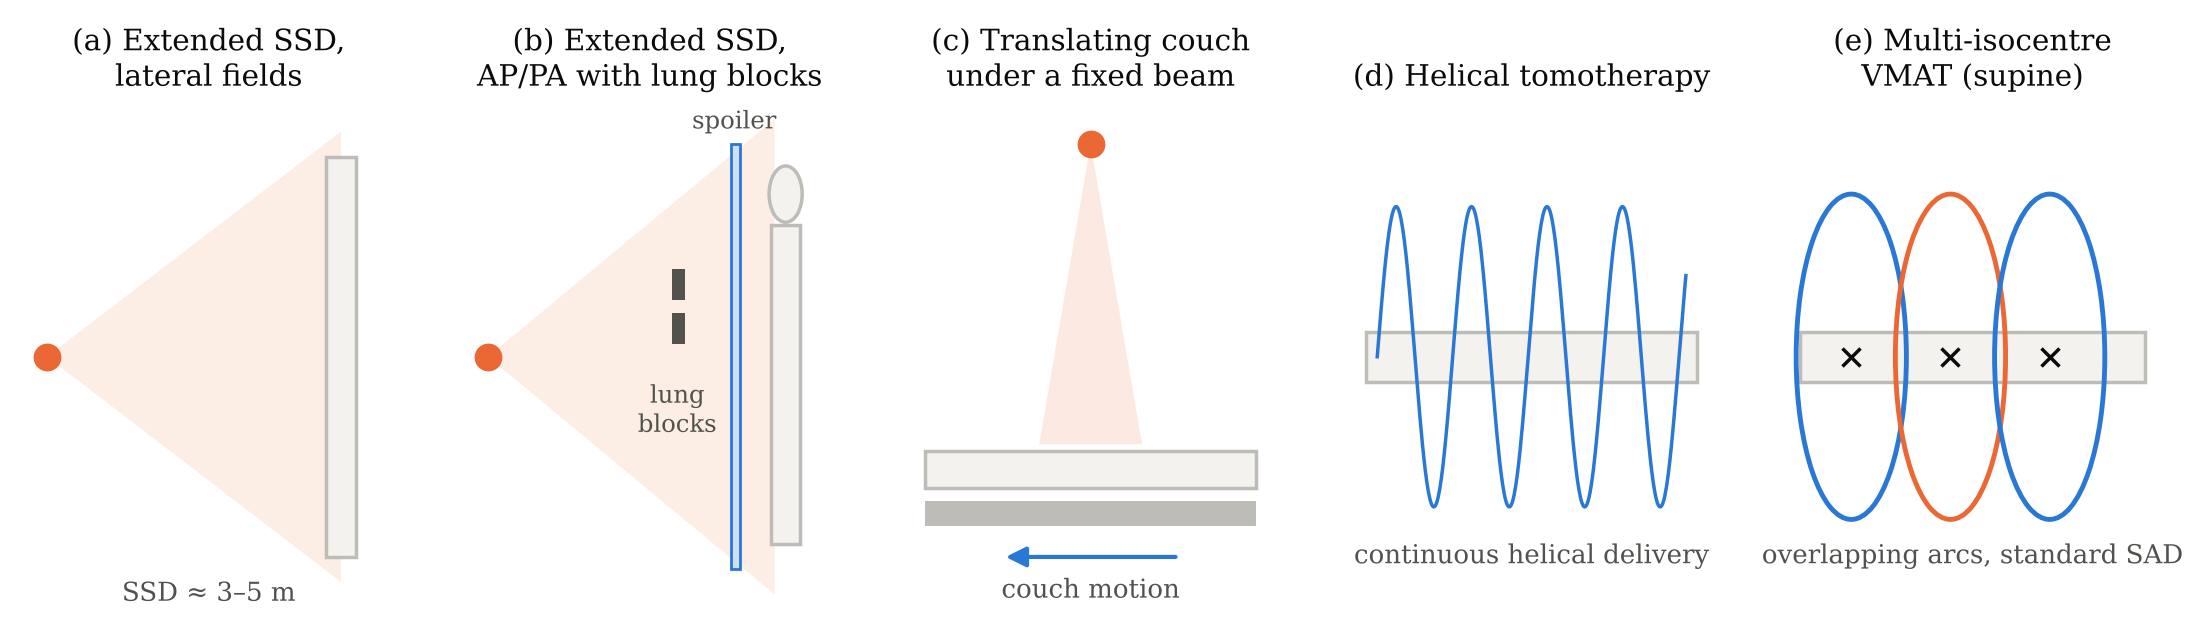 (a) Extended SSD,
lateral fields
SSD ≈ 3–5 m
(b) Extended SSD,
AP/PA with lung blocks
spoiler
lung
blocks
(c) Translating couch
under a fixed beam
couch motion
(d) Helical tomotherapy
continuous helical delivery
(e) Multi-isocentre
VMAT (supine)
overlapping arcs, standard SAD